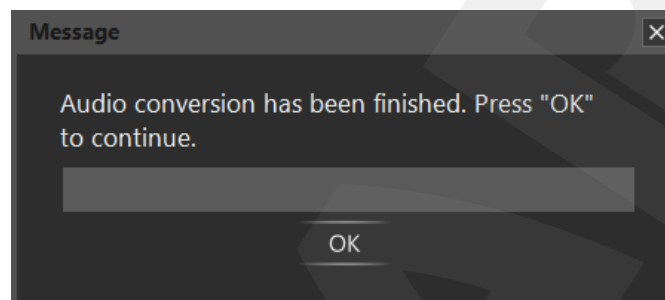 Message
Audio conversion has been finished. Press "OK"
to continue.
OK